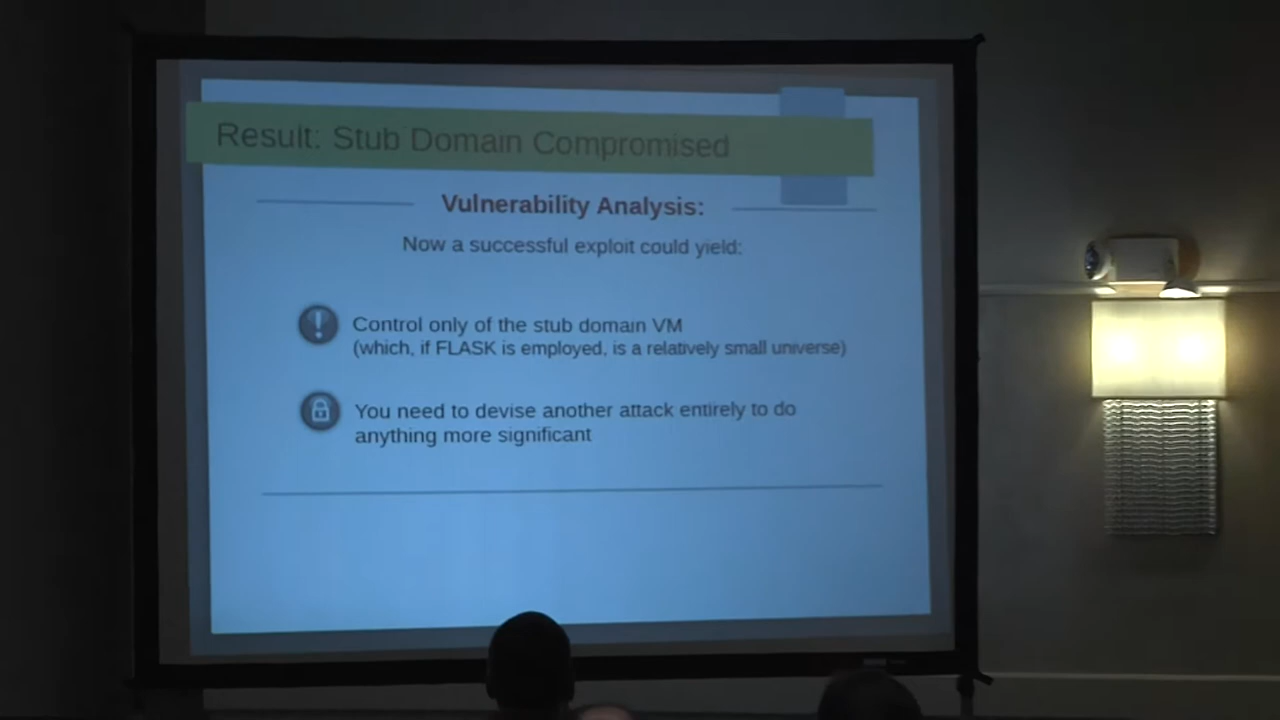 Result: Stub Domain Compromised
Vulnerability Analysis:
Now a successful exploit could yield:
Control only of the stub domain VM
(which, if FLASK is employed, is a relatively small universe)
You need to devise another attack entirely to do
anything more significant